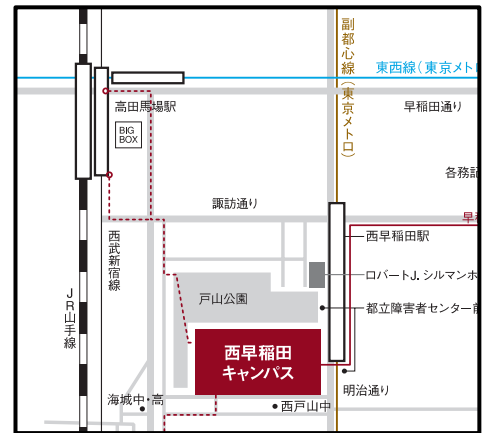 副都心線（東京メトロ）
東西線（東京メトロ
高田馬場駅
早稲田通り
BIG
BOX
各務記
諏訪通り
早稲
西武新宿線
西早稲田駅
ロバートJ. シルマンホ
戸山公園
JR山手線
都立障害者センター前
西早稲田
キャンパス
明治通り
海城中・高
西戸山中